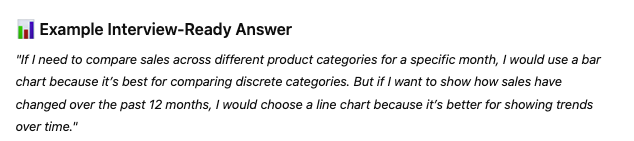 📊 Example Interview-Ready Answer
"If I need to compare sales across different product categories for a specific month, I would use a bar
chart because it’s best for comparing discrete categories. But if I want to show how sales have
changed over the past 12 months, I would choose a line chart because it’s better for showing trends
over time."